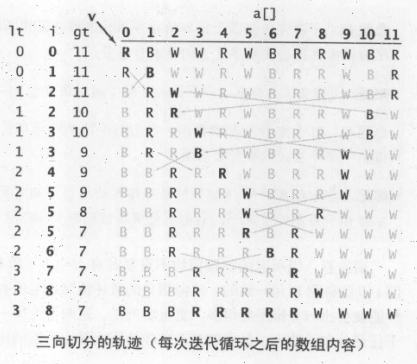 v a[]
lt i gt 0 1 2 3 4 5 6 7 8 9 10 11
0 0 11 R B W W R W B R R W B R
0 1 11 R B W W R W B R R W B R
1 2 11 B R W W R W B R R W B R
1 2 10 B R R W R W B R R W B W
1 3 10 B R R W R W B R R W B W
1 3 9 B R R B R W B R R W W W
2 4 9 B B R R R W B R R W W W
2 5 9 B B R R R W B R R W W W
2 5 8 B B R R R W B R R W W W
2 5 7 B B R R R R B R W W W W
2 6 7 B B R R R R B R W W W W
3 7 7 B B B R R R R R W W W W
3 8 7 B B B R R R R R W W W W
3 8 7 B B B R R R R R W W W W
三向切分的轨迹（每次迭代循环之后的数组内容）